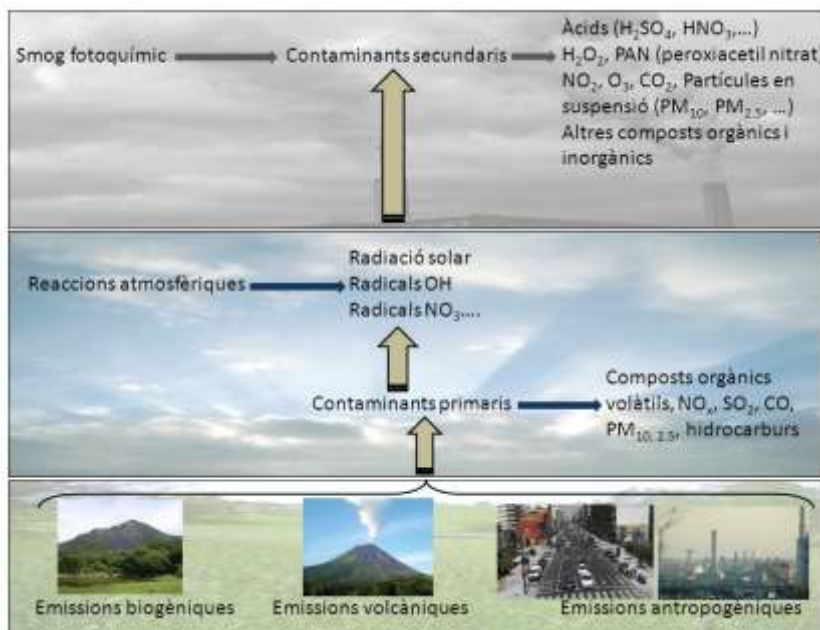 Smog fotoquímic
Contaminants secundaris
Àcids (H₂SO₄, HNO₃,...)
H₂O₂, PAN (peroxiacetil nitrat)
NO₂, O₃, CO₂, Partícules en
suspensió (PM₁₀, PM₂.₅, ...)
Altres composts orgànics i
inorgànics
Reaccions atmosfèriques
Radiació solar
Radicals OH
Radicals NO₃....
Contaminants primaris
Composts orgànics
volàtils, NOₓ, SO₂, CO,
PM₁₀, ₂.₅, hidrocarburs
Emissions biogèniques
Emissions volcàniques
Emissions antropogèniques